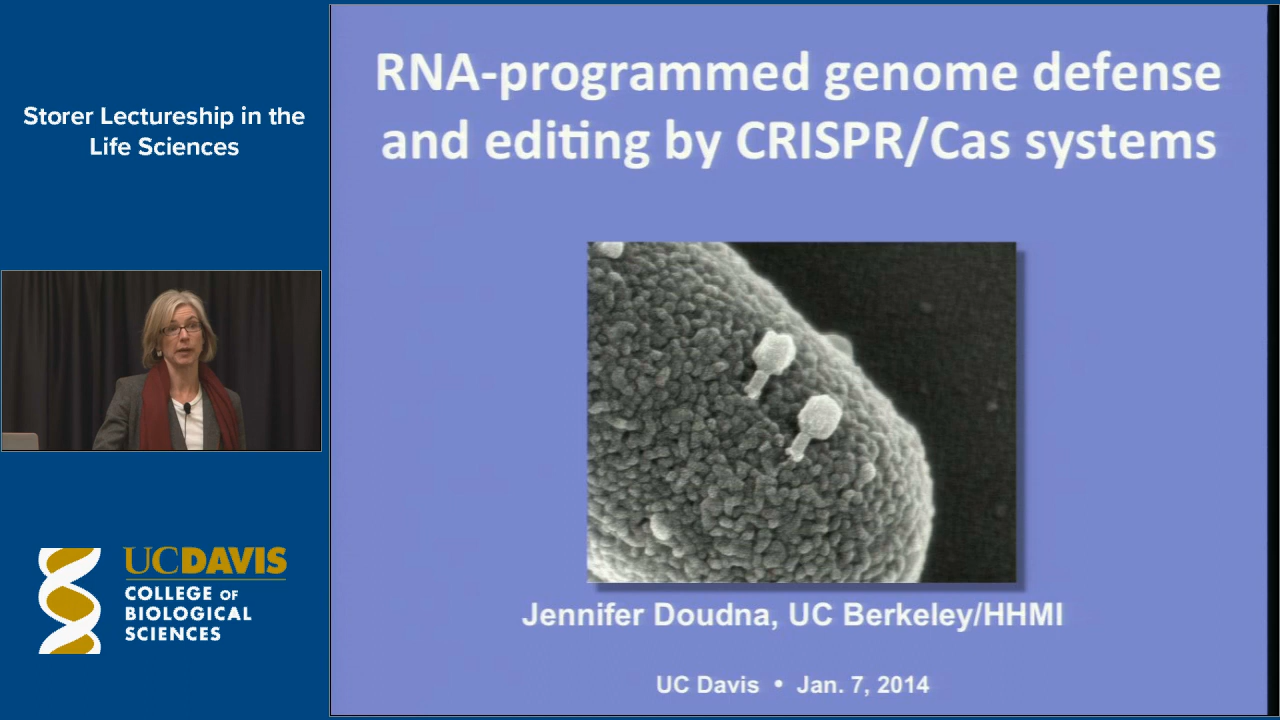 Storer Lectureship in the
Life Sciences
UCDAVIS
COLLEGE OF
BIOLOGICAL
SCIENCES
RNA-programmed genome defense
and editing by CRISPR/Cas systems
Jennifer Doudna, UC Berkeley/HHMI
UC Davis • Jan. 7, 2014